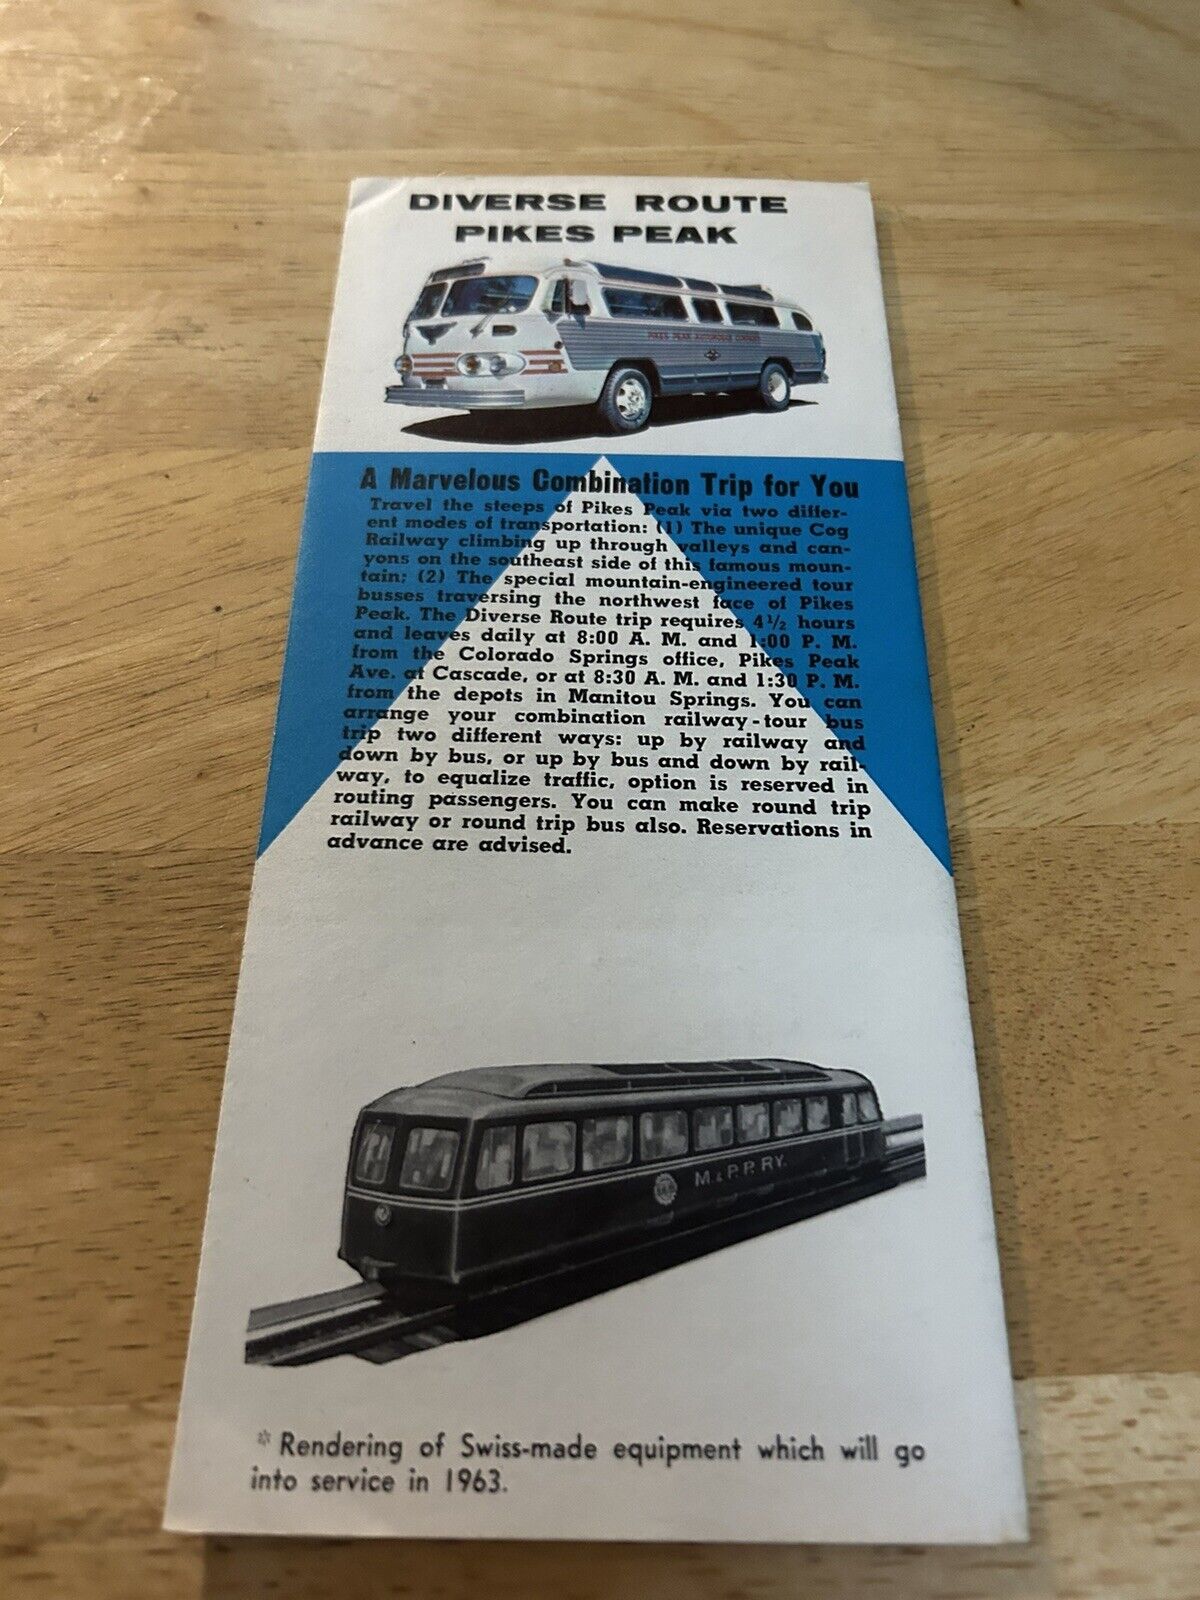 DIVERSE ROUTE
PIKES PEAK
PIKES PEAK AUTOMOBILE COMPANY
A Marvelous Combination Trip for You
Travel the steeps of Pikes Peak via two differ-
ent modes of transportation: (1) The unique Cog
Railway climbing up through valleys and can-
yons on the southeast side of this famous moun-
tain; (2) The special mountain-engineered tour
busses traversing the northwest face of Pikes
Peak. The Diverse Route trip requires 4½ hours
and leaves daily at 8:00 A. M. and 1:00 P. M.
from the Colorado Springs office, Pikes Peak
Ave. at Cascade, or at 8:30 A. M. and 1:30 P. M.
from the depots in Manitou Springs. You can
arrange your combination railway-tour bus
trip two different ways: up by railway and
down by bus, or up by bus and down by rail-
way, to equalize traffic, option is reserved in
routing passengers. You can make round trip
railway or round trip bus also. Reservations in
advance are advised.
M. & P. P. RY.
*Rendering of Swiss-made equipment which will go
into service in 1963.